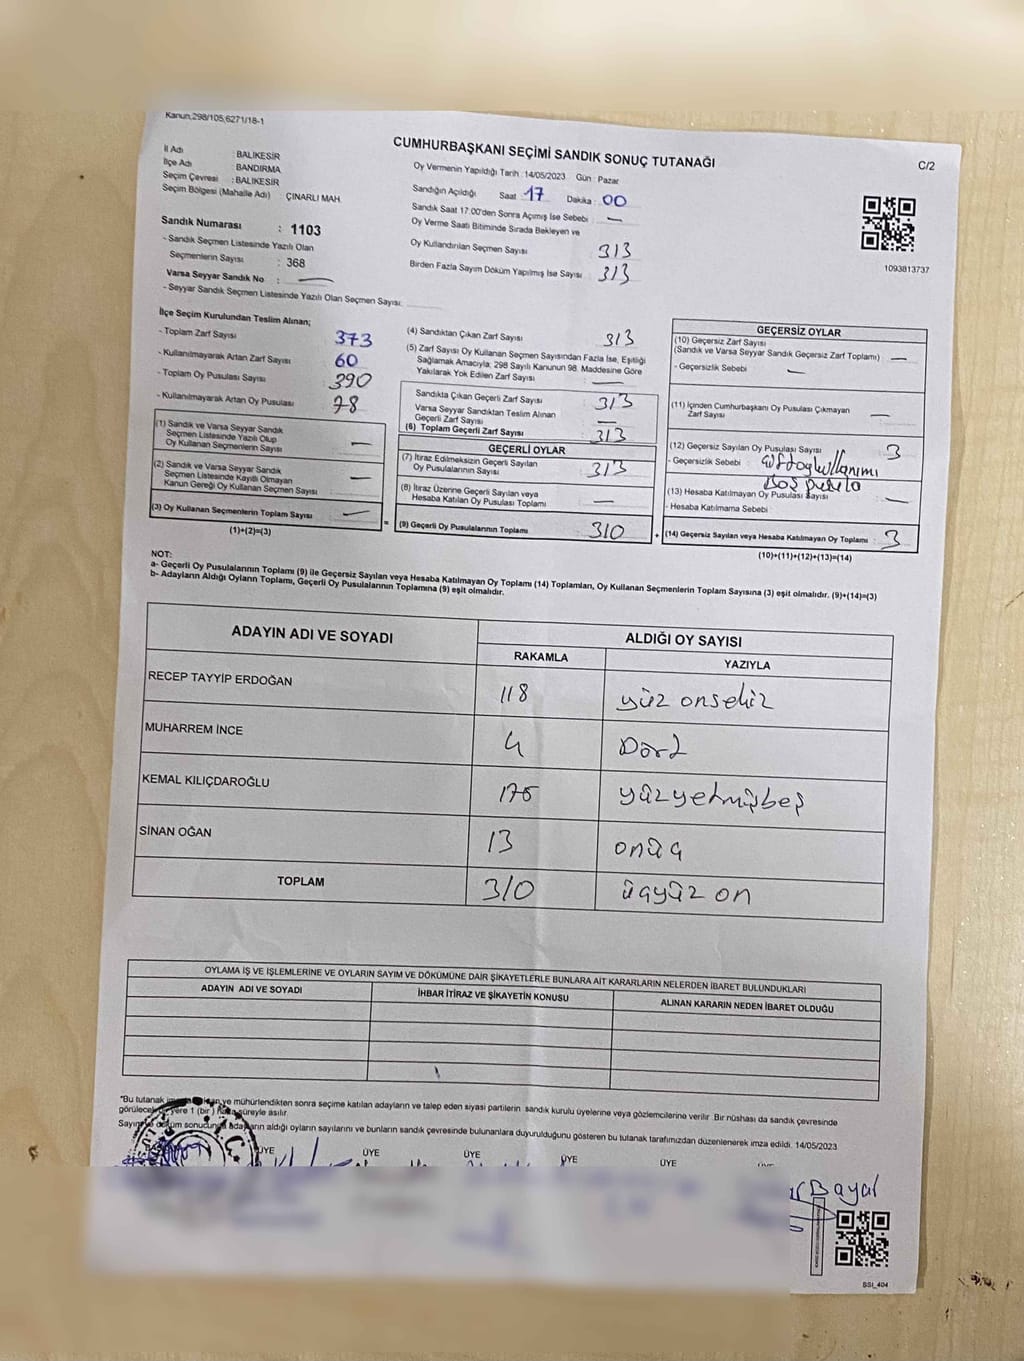 Kanun,298/105,6271/18-1
CUMHURBAŞKANI SEÇİMİ SANDIK SONUÇ TUTANAĞI
C/2
İl Adı : BALIKESİR
İlçe Adı : BANDIRMA
Seçim Çevresi : BALIKESİR
Seçim Bölgesi (Mahalle Adı) ÇINARLI MAH.
Oy Vermenin Yapıldığı Tarih : 14/05/2023 Gün : Pazar
Sandığın Açıldığı Saat 17 Dakika : 00
Sandık Saat 17:00'den Sonra Açımış İse Sebebi : —
Oy Verme Saati Bitiminde Sırada Bekleyen ve
Oy Kullandırılan Seçmen Sayısı 313
Birden Fazla Sayım Döküm Yapılmış İse Sayısı 313
1093813737
Sandık Numarası : 1103
- Sandık Seçmen Listesinde Yazılı Olan
Seçmenlerin Sayısı : 368
Varsa Seyyar Sandık No : —
- Seyyar Sandık Seçmen Listesinde Yazılı Olan Seçmen Sayısı:
İlçe Seçim Kurulundan Teslim Alınan;
- Toplam Zarf Sayısı : 373
- Kullanılmayarak Artan Zarf Sayısı : 60
- Toplam Oy Pusulası Sayısı : 390
- Kullanılmayarak Artan Oy Pusulası : 78
(1) Sandık ve Varsa Seyyar Sandık
Seçmen Listesinde Yazılı Olup
Oy Kullanan Seçmenlerin Sayısı —
(2) Sandık ve Varsa Seyyar Sandık
Seçmen Listesinde Kayıtlı Olmayan
Kanun Gereği Oy Kullanan Seçmen Sayısı —
(3) Oy Kullanan Seçmenlerin Toplam Sayısı —
(1)+(2)=(3)
(4) Sandıktan Çıkan Zarf Sayısı 313
(5) Zarf Sayısı Oy Kullanan Seçmen Sayısından Fazla İse, Eşitliği
Sağlamak Amacıyla, 298 Sayılı Kanunun 98. Maddesine Göre
Yakılarak Yok Edilen Zarf Sayısı —
Sandıkta Çıkan Geçerli Zarf Sayısı 313
Varsa Seyyar Sandıktan Teslim Alınan
Geçerli Zarf Sayısı —
(6) Toplam Geçerli Zarf Sayısı 313
GEÇERLİ OYLAR
(7) İtiraz Edilmeksizin Geçerli Sayılan
Oy Pusulalarının Sayısı 313
(8) İtiraz Üzerine Geçerli Sayılan veya
Hesaba Katılan Oy Pusulası Toplamı —
= (9) Geçerli Oy Pusulalarının Toplamı 310
GEÇERSİZ OYLAR
(10) Geçersiz Zarf Sayısı
(Sandık ve Varsa Seyyar Sandık Geçersiz Zarf Toplamı) —
- Geçersizlik Sebebi : —
(11) İçinden Cumhurbaşkanı Oy Pusulası Çıkmayan
Zarf Sayısı —
(12) Geçersiz Sayılan Oy Pusulası Sayısı 3
- Geçersizlik Sebebi : çiftoykullanımı
Boş pusula
(13) Hesaba Katılmayan Oy Pusulası Sayısı —
- Hesaba Katılmama Sebebi :
+ (14) Geçersiz Sayılan veya Hesaba Katılmayan Oy Toplamı 3
(10)+(11)+(12)+(13)=(14)
NOT:
a- Geçerli Oy Pusulalarının Toplamı (9) ile Geçersiz Sayılan veya Hesaba Katılmayan Oy Toplamı (14) Toplamları, Oy Kullanan Seçmenlerin Toplam Sayısına (3) eşit olmalıdır. (9)+(14)=(3)
b- Adayların Aldığı Oyların Toplamı, Geçerli Oy Pusulalarının Toplamına (9) eşit olmalıdır.
ADAYIN ADI VE SOYADI ALDIĞI OY SAYISI
RAKAMLA YAZIYLA
RECEP TAYYİP ERDOĞAN 118 yüz onsekiz
MUHARREM İNCE 4 Dört
KEMAL KILIÇDAROĞLU 175 yüzyetmişbeş
SİNAN OĞAN 13 onüç
TOPLAM 310 üçyüz on
OYLAMA İŞ VE İŞLEMLERİNE VE OYLARIN SAYIM VE DÖKÜMÜNE DAİR ŞİKAYETLERLE BUNLARA AİT KARARLARIN NELERDEN İBARET BULUNDUKLARI
ADAYIN ADI VE SOYADI İHBAR İTİRAZ VE ŞİKAYETİN KONUSU ALINAN KARARIN NEDEN İBARET OLDUĞU
*Bu tutanak ve mühürlendikten sonra seçime katılan adayların ve talep eden siyasi partilerin sandık kurulu üyelerine veya gözlemcilerine verilir. Bir nüshası da sandık çevresinde
görülecek bir yere 1 (bir) hafta süreyle asılır.
Sayım ve döküm sonucunda adayların aldığı oyların sayılarını ve bunların sandık çevresinde bulunanlara duyurulduğunu gösteren bu tutanak tarafımızdan düzenlenerek imza edildi. 14/05/2023
ÜYE ÜYE ÜYE ÜYE ÜYE
Bayal
BSI_404